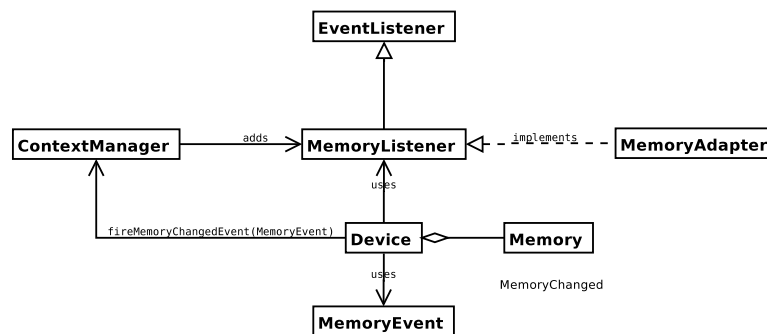 EventListener
ContextManager
adds
MemoryListener
implements
MemoryAdapter
uses
fireMemoryChangedEvent(MemoryEvent)
Device
Memory
uses
MemoryChanged
MemoryEvent